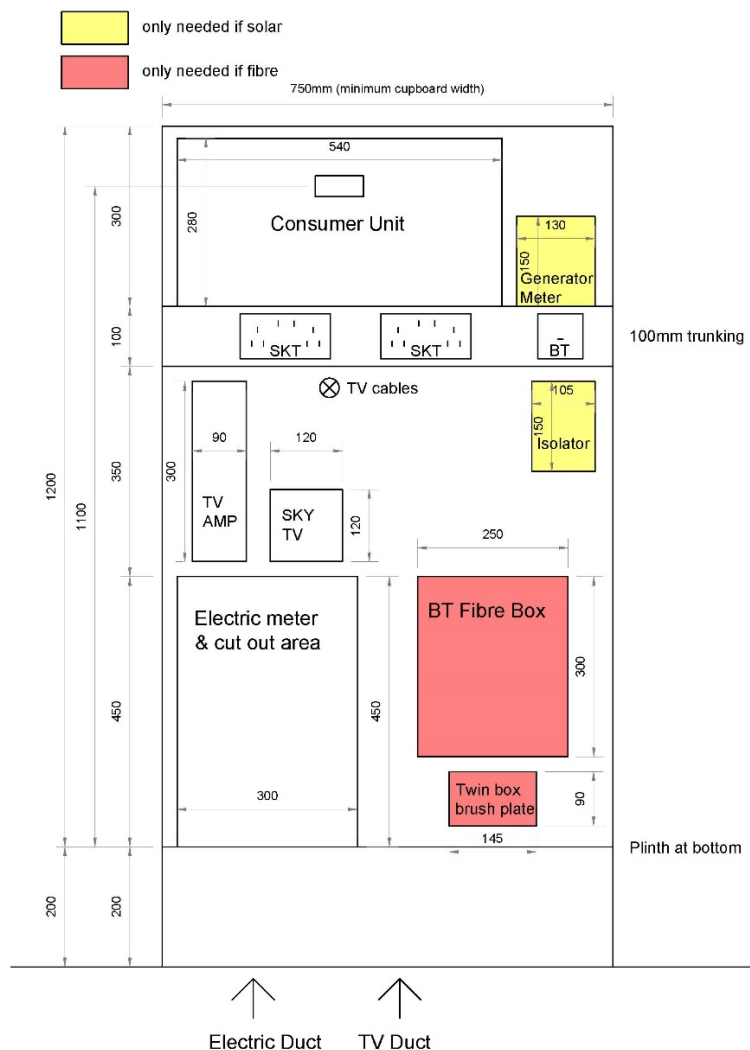 only needed if solar
only needed if fibre
750mm (minimum cupboard width)
540
300
280
Consumer Unit
130
150
Generator
Meter
100
SKT
SKT
BT
100mm trunking
TV cables
105
150
Isolator
90
120
300
350
1200
1100
TV
AMP
SKY
TV
120
250
Electric meter
& cut out area
BT Fibre Box
300
450
450
300
Twin box
brush plate
90
145
Plinth at bottom
200
200
Electric Duct
TV Duct